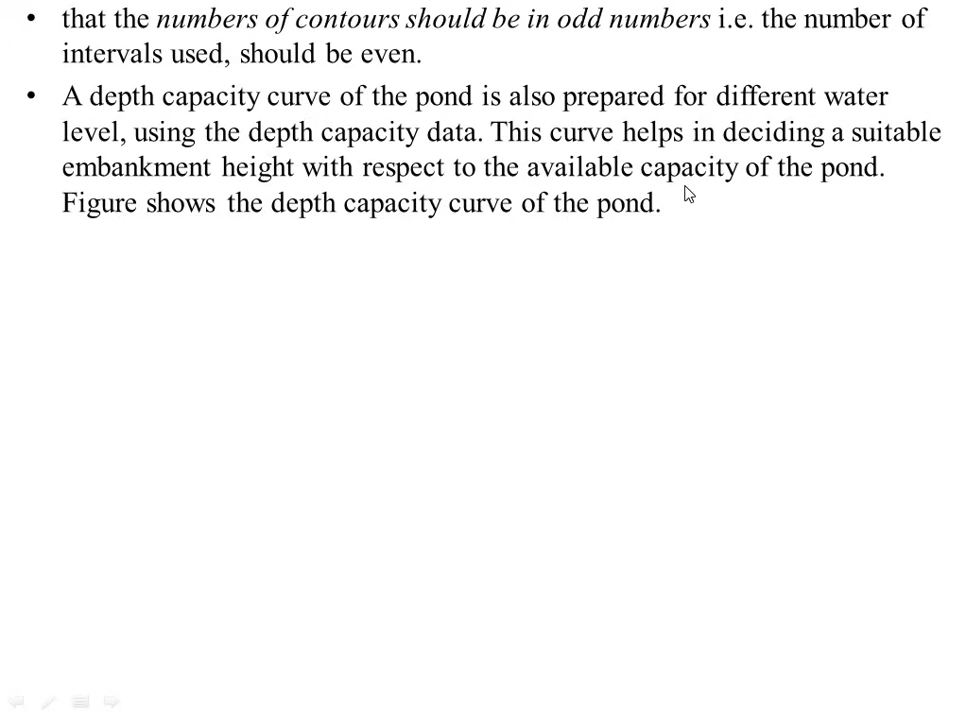 • that the numbers of contours should be in odd numbers i.e. the number of
intervals used, should be even.
• A depth capacity curve of the pond is also prepared for different water
level, using the depth capacity data. This curve helps in deciding a suitable
embankment height with respect to the available capacity of the pond.
Figure shows the depth capacity curve of the pond.